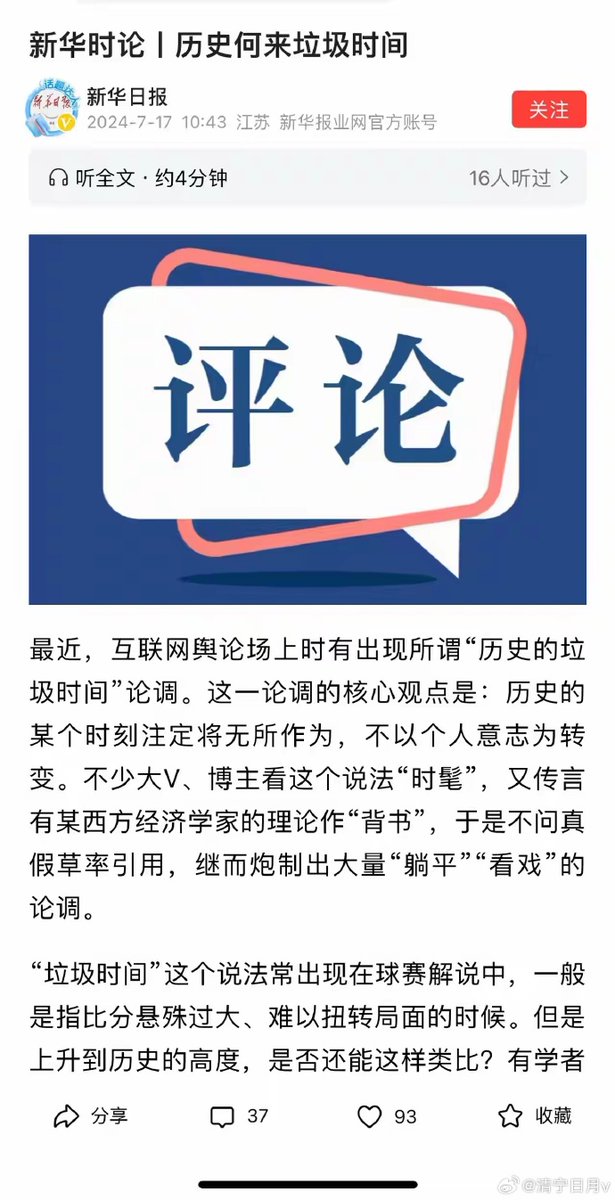 新华时论丨历史何来垃圾时间
新华日报
2024-7-17 10:43 江苏 新华报业网官方账号
关注
听全文 · 约4分钟
16人听过
评论
最近，互联网舆论场上时有出现所谓“历史的垃
圾时间”论调。这一论调的核心观点是：历史的
某个时刻注定将无所作为，不以个人意志为转
变。不少大V、博主看这个说法“时髦”，又传言
有某西方经济学家的理论作“背书”，于是不问真
假草率引用，继而炮制出大量“躺平”“看戏”的
论调。
“垃圾时间”这个说法常出现在球赛解说中，一般
是指比分悬殊过大、难以扭转局面的时候。但是
上升到历史的高度，是否还能这样类比？有学者
分享
37
93
收藏
@清宁日月v